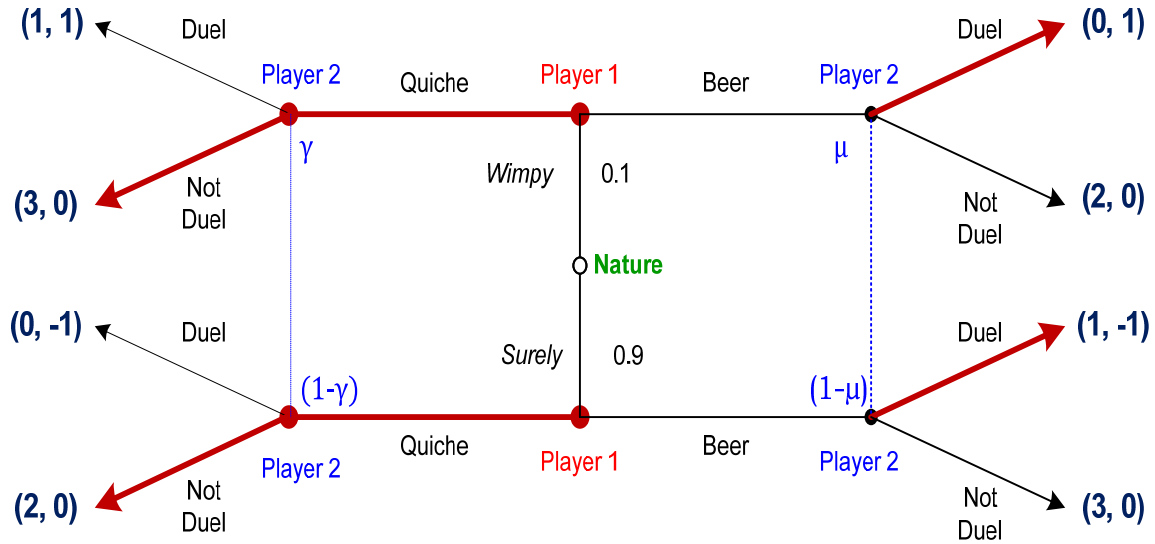 (1, 1)
Duel
Duel
(0, 1)
Player 2
Quiche
Player 1
Beer
Player 2
γ
μ
Wimpy
0.1
(3, 0)
Not
Duel
Not
Duel
(2, 0)
Nature
(0, -1)
Duel
Duel
(1, -1)
Surely
0.9
(1-γ)
(1-μ)
Quiche
Beer
Player 2
Player 1
Player 2
(2, 0)
Not
Duel
Not
Duel
(3, 0)